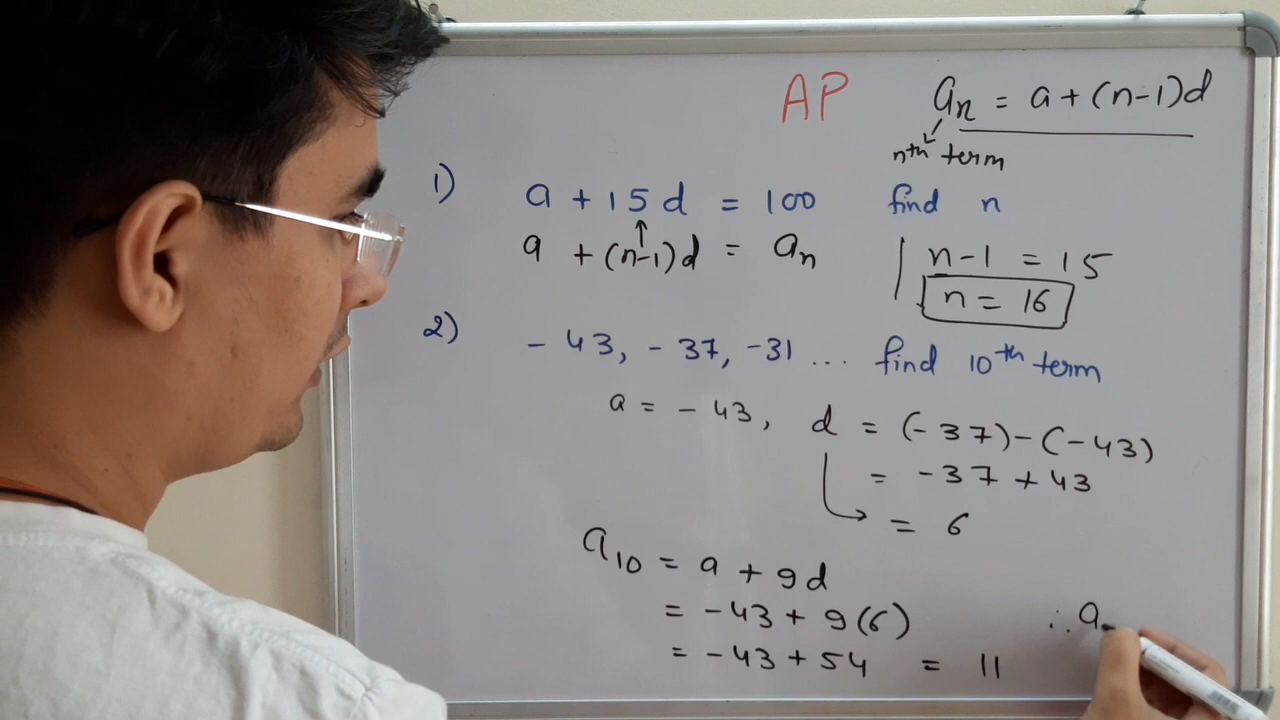 AP
aₙ = a + (n-1)d
nᵗʰ term
1) a + 15d = 100 find n
a + (n-1)d = aₙ
n-1 = 15
n = 16
2) - 43, - 37, -31 ... find 10ᵗʰ term
a = - 43, d = (-37)-(-43)
= -37 + 43
= 6
a₁₀ = a + 9d
= -43 + 9(6)
= -43 + 54 = 11
∴ a